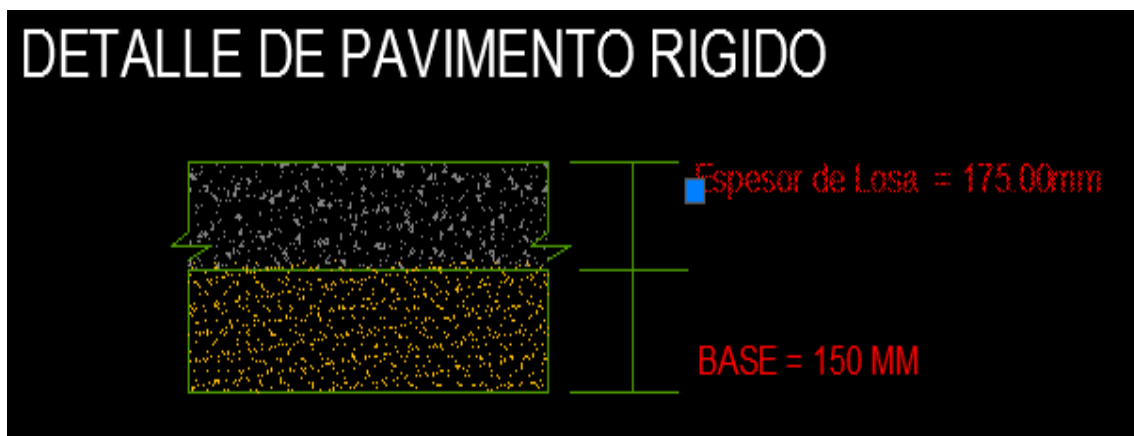 DETALLE DE PAVIMENTO RIGIDO
Espesor de Losa = 175.00mm
BASE = 150 MM